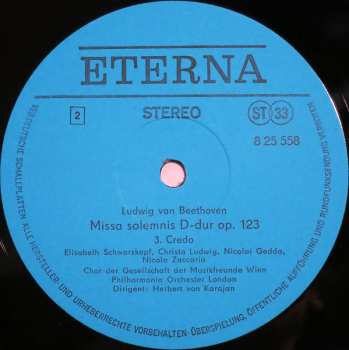 ETERNA
2
STEREO
ST 33
8 25 558
Ludwig van Beethoven
Missa solemnis D-dur op. 123
3. Credo
Elisabeth Schwarzkopf, Christa Ludwig, Nicolai Gedda,
Nicola Zaccaria
Chor der Gesellschaft der Musikfreunde Wien
Philharmonia Orchester London
Dirigent: Herbert von Karajan
VEB DEUTSCHE SCHALLPLATTEN ALLE HERSTELLER- UND URHEBERRECHTE VORBEHALTEN · ÜBERSPIELUNG, ÖFFENTLICHE AUFFÜHRUNG UND RUNDFUNKSENDUNG VERBOTEN